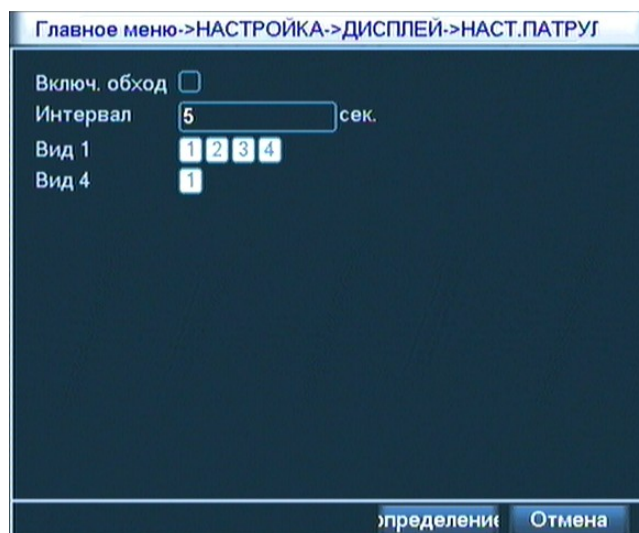 Главное меню->НАСТРОЙКА->ДИСПЛЕЙ->НАСТ.ПАТРУЛ
Включ. обход
Интервал 5 сек.
Вид 1 1 2 3 4
Вид 4 1
определение Отмена